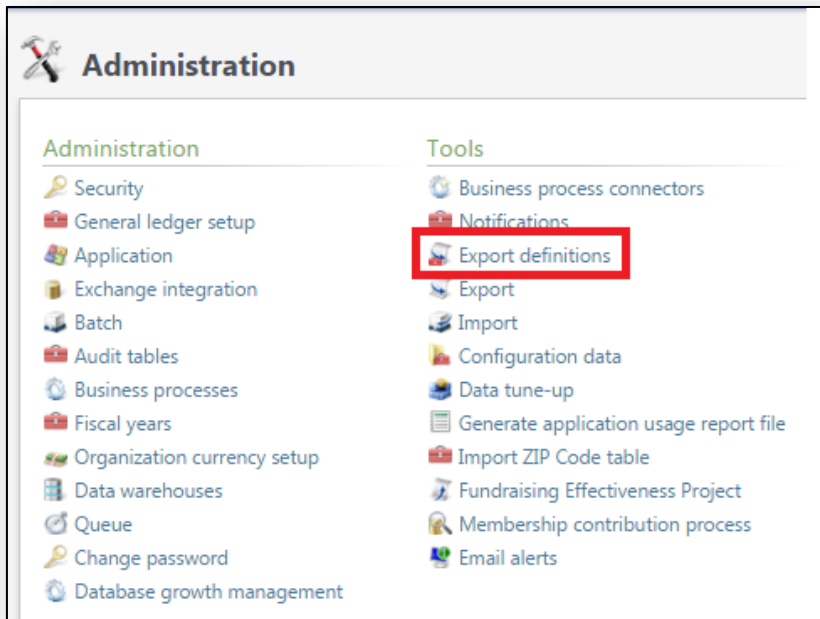 Administration
Administration
Security
General ledger setup
Application
Exchange integration
Batch
Audit tables
Business processes
Fiscal years
Organization currency setup
Data warehouses
Queue
Change password
Database growth management
Tools
Business process connectors
Notifications
Export definitions
Export
Import
Configuration data
Data tune-up
Generate application usage report file
Import ZIP Code table
Fundraising Effectiveness Project
Membership contribution process
Email alerts